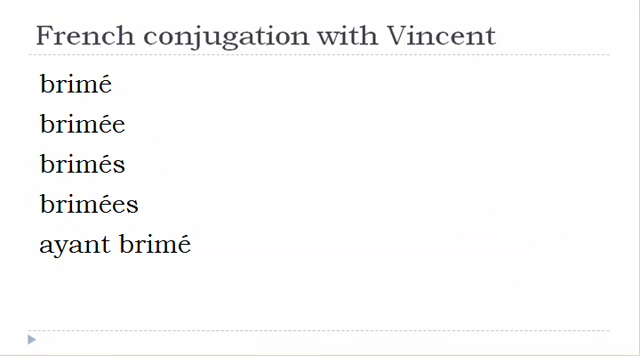 French conjugation with Vincent
brimé
brimée
brimés
brimées
ayant brimé